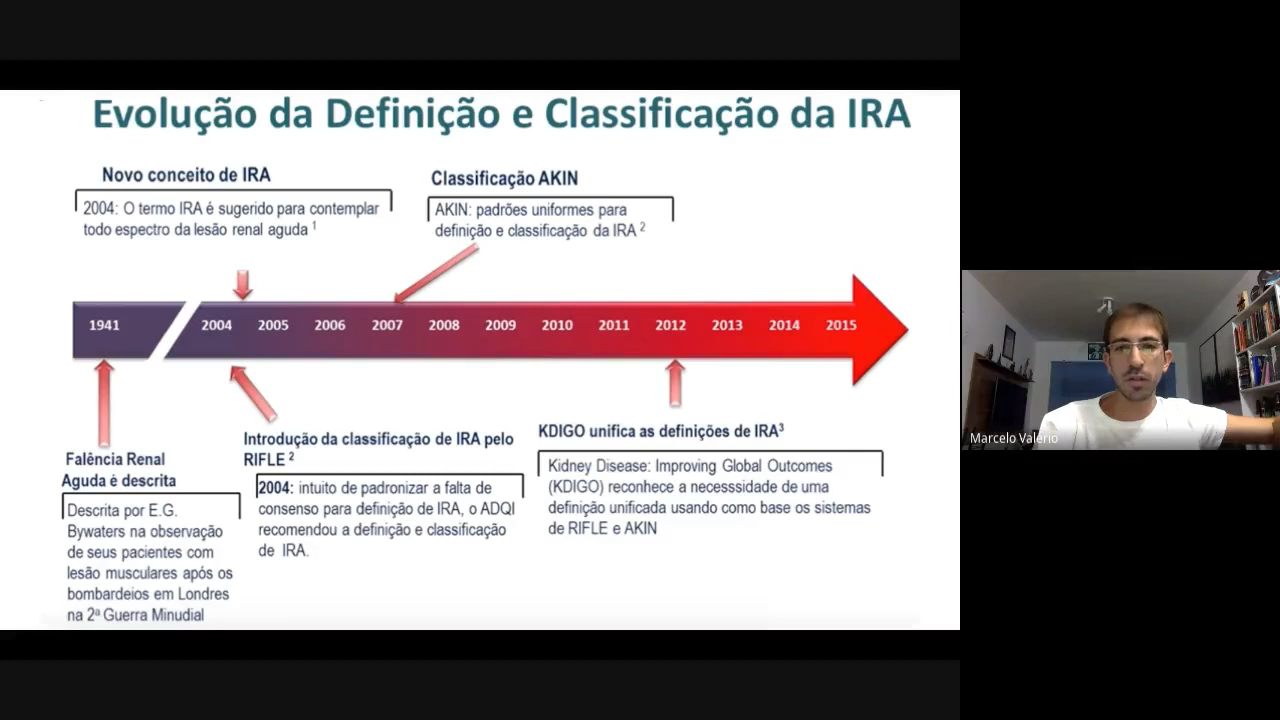 Evolução da Definição e Classificação da IRA
Novo conceito de IRA
2004: O termo IRA é sugerido para contemplar
todo espectro da lesão renal aguda 1
Classificação AKIN
AKIN: padrões uniformes para
definição e classificação da IRA 2
1941 2004 2005 2006 2007 2008 2009 2010 2011 2012 2013 2014 2015
Falência Renal
Aguda é descrita
Descrita por E.G.
Bywaters na observação
de seus pacientes com
lesão musculares após os
bombardeios em Londres
na 2ª Guerra Minudial
Introdução da classificação de IRA pelo
RIFLE 2
2004: intuito de padronizar a falta de
consenso para definição de IRA, o ADQI
recomendou a definição e classificação
de IRA.
KDIGO unifica as definições de IRA³
Kidney Disease: Improving Global Outcomes
(KDIGO) reconhece a necesssidade de uma
definição unificada usando como base os sistemas
de RIFLE e AKIN
Marcelo Valerio